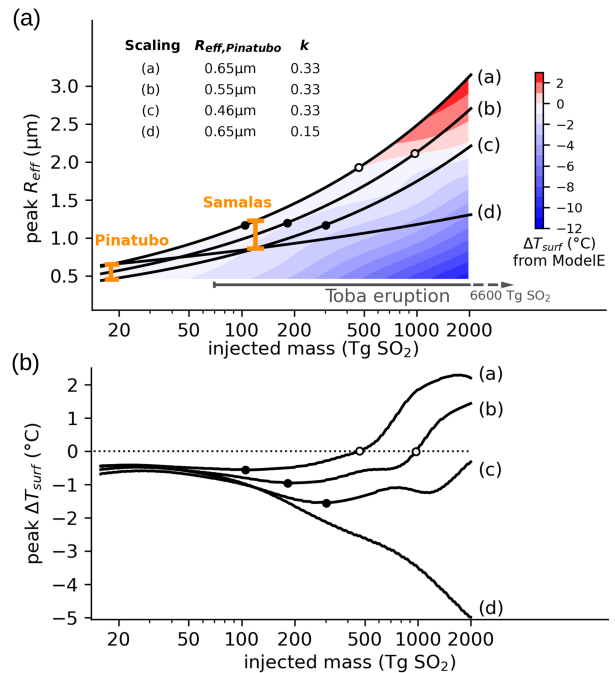 (a)
Scaling R_eff,Pinatubo k
(a) 0.65μm 0.33
(b) 0.55μm 0.33
(c) 0.46μm 0.33
(d) 0.65μm 0.15
peak R_eff (μm)
3.0
2.5
2.0
1.5
1.0
0.5
Pinatubo
Samalas
(a)
(b)
(c)
(d)
Toba eruption
6600 Tg SO₂
20 50 100 200 500 1000 2000
injected mass (Tg SO₂)
2
0
−2
−4
−6
−8
−10
−12
ΔT_surf (°C)
from ModelE
(b)
peak ΔT_surf (°C)
2
1
0
−1
−2
−3
−4
−5
(a)
(b)
(c)
(d)
20 50 100 200 500 1000 2000
injected mass (Tg SO₂)